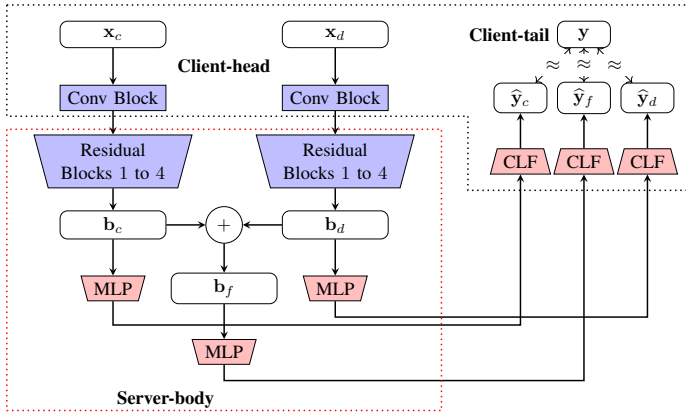 x_c
x_d
Client-tail
y
Client-head
≈ ≈ ≈
Conv Block
Conv Block
ŷ_c
ŷ_f
ŷ_d
Residual
Blocks 1 to 4
Residual
Blocks 1 to 4
CLF
CLF
CLF
b_c
+
b_d
MLP
b_f
MLP
MLP
Server-body